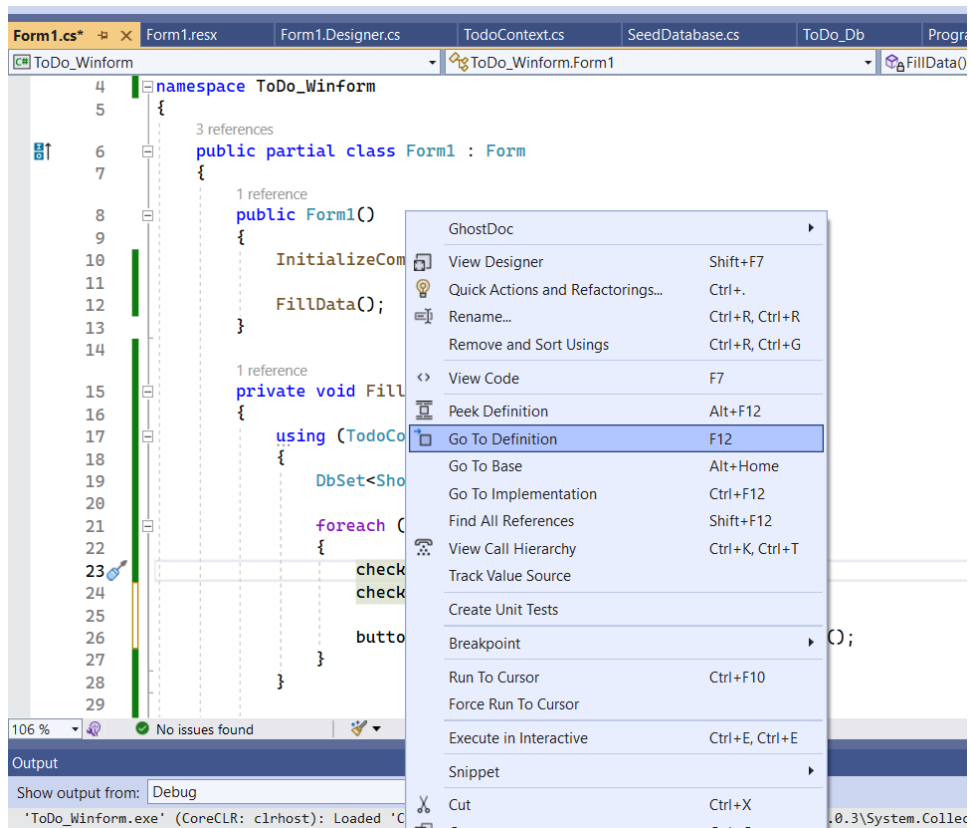 Form1.cs* Form1.resx Form1.Designer.cs TodoContext.cs SeedDatabase.cs ToDo_Db
C# ToDo_Winform ToDo_Winform.Form1 FillData()
4 namespace ToDo_Winform
5 {
3 references
6 public partial class Form1 : Form
7 {
1 reference
8 public Form1()
9 {
10 InitializeCom
11
12 FillData();
13 }
14
1 reference
15 private void Fill
16 {
17 using (TodoCo
18 {
19 DbSet<Sho
20
21 foreach (
22 {
23 check
24 check
25
26 butto ();
27 }
28 }
29
GhostDoc
View Designer Shift+F7
Quick Actions and Refactorings... Ctrl+.
Rename... Ctrl+R, Ctrl+R
Remove and Sort Usings Ctrl+R, Ctrl+G
View Code F7
Peek Definition Alt+F12
Go To Definition F12
Go To Base Alt+Home
Go To Implementation Ctrl+F12
Find All References Shift+F12
View Call Hierarchy Ctrl+K, Ctrl+T
Track Value Source
Create Unit Tests
Breakpoint
Run To Cursor Ctrl+F10
Force Run To Cursor
Execute in Interactive Ctrl+E, Ctrl+E
Snippet
Cut Ctrl+X
106 % No issues found
Output
Show output from: Debug
'ToDo_Winform.exe' (CoreCLR: clrhost): Loaded 'C .0.3\System.Collec